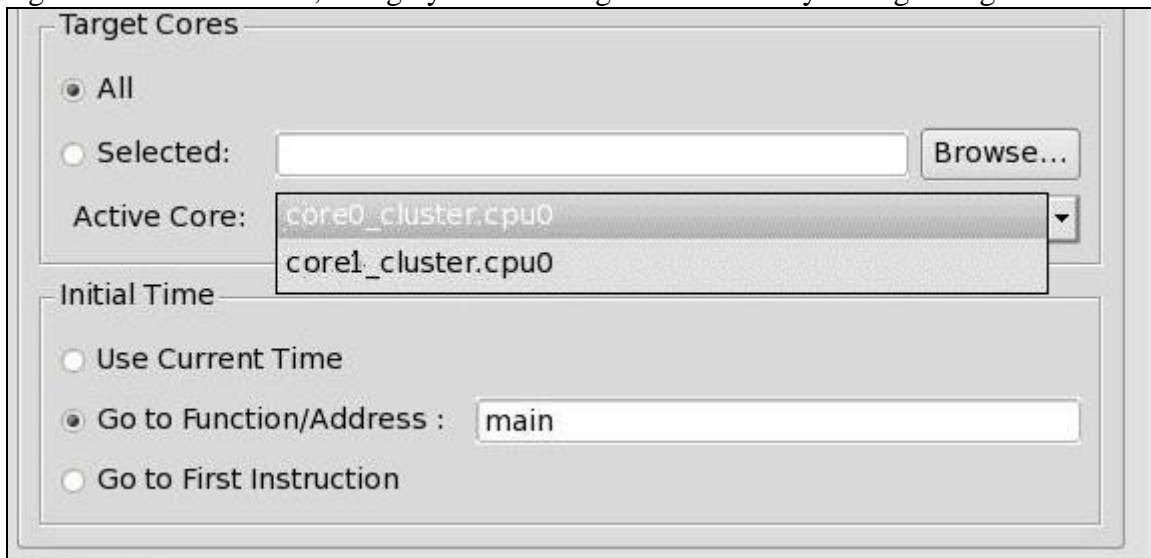 Target Cores
All
Selected: Browse...
Active Core: core0_cluster.cpu0
core1_cluster.cpu0
Initial Time
Use Current Time
Go to Function/Address : main
Go to First Instruction